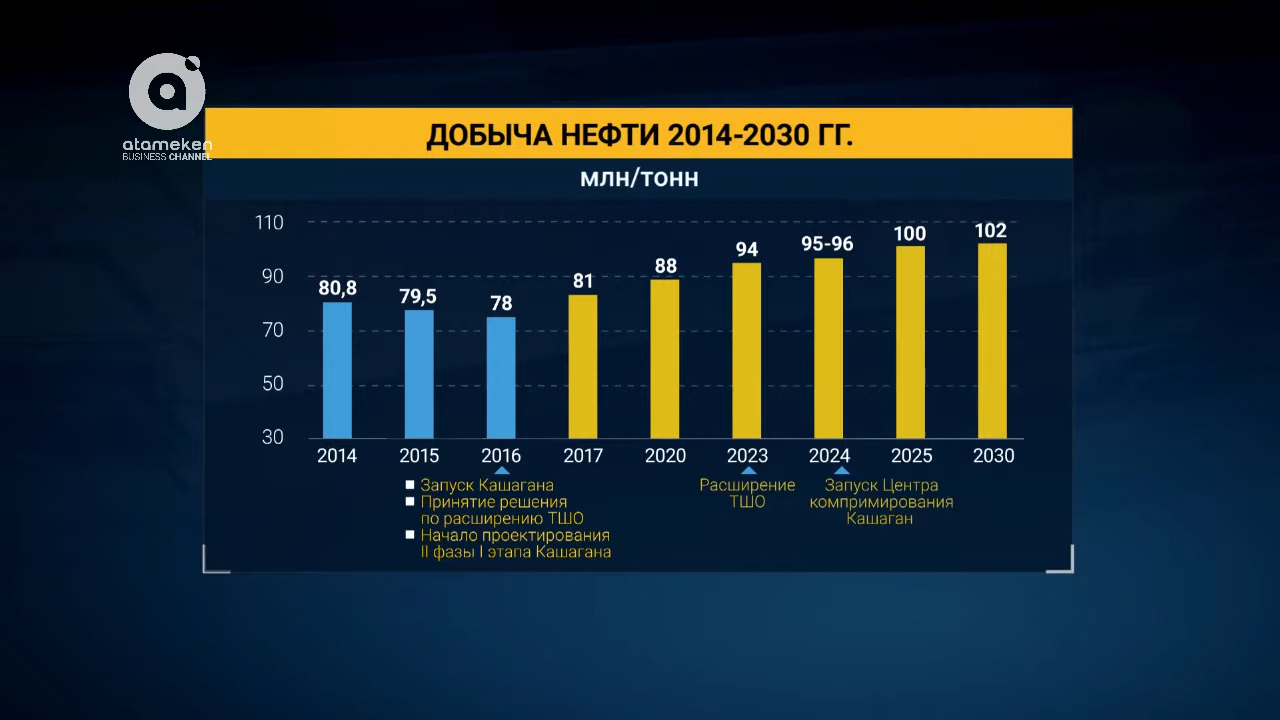 atameken
BUSINESS CHANNEL
ДОБЫЧА НЕФТИ 2014-2030 ГГ.
МЛН/ТОНН
110
90
70
50
30
80,8
79,5
78
81
88
94
95-96
100
102
2014
2015
2016
2017
2020
2023
2024
2025
2030
Запуск Кашагана
Принятие решения
по расширению ТШО
Начало проектирования
II фазы I этапа Кашагана
Расширение
ТШО
Запуск Центра
компримирования
Кашаган